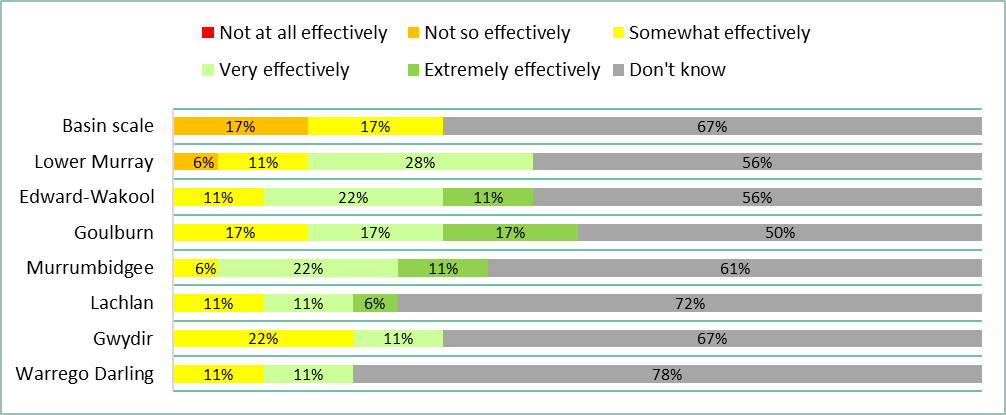 Not at all effectively Not so effectively Somewhat effectively
Very effectively Extremely effectively Don't know
Basin scale 17% 17% 67%
Lower Murray 6% 11% 28% 56%
Edward-Wakool 11% 22% 11% 56%
Goulburn 17% 17% 17% 50%
Murrumbidgee 6% 22% 11% 61%
Lachlan 11% 11% 6% 72%
Gwydir 22% 11% 67%
Warrego Darling 11% 11% 78%